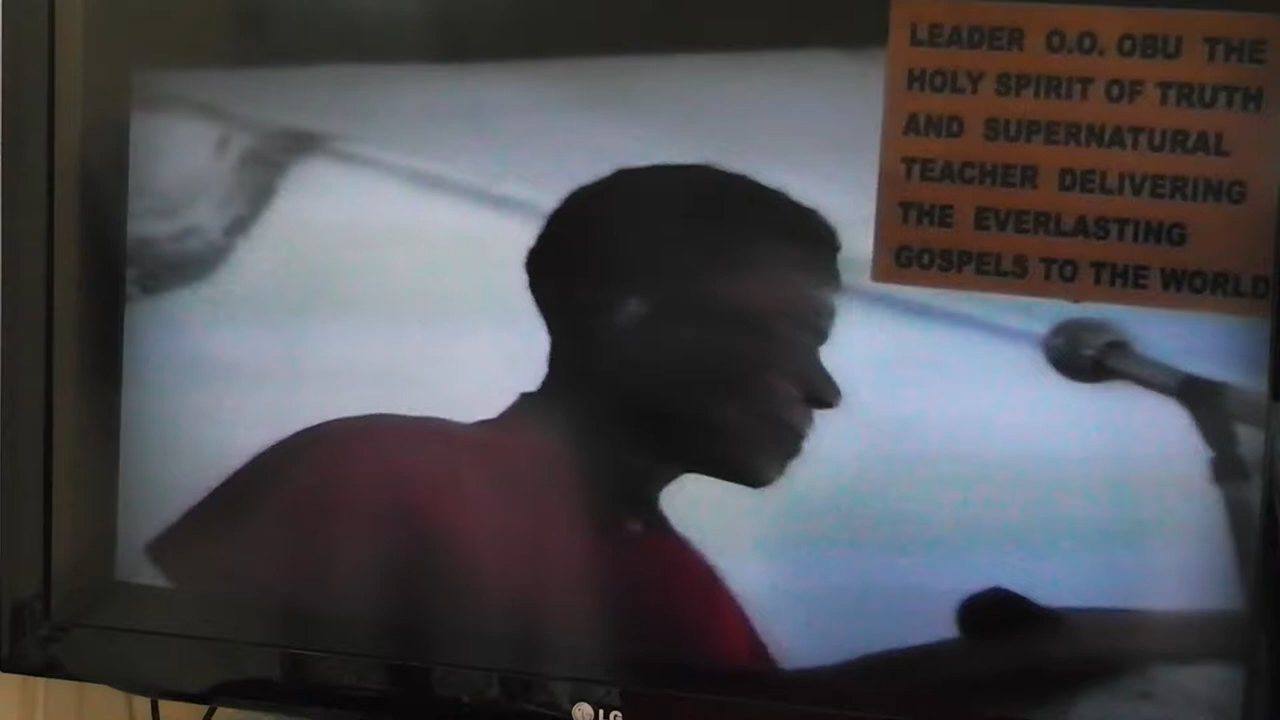 LEADER O.O. OBU THE
HOLY SPIRIT OF TRUTH
AND SUPERNATURAL
TEACHER DELIVERING
THE EVERLASTING
GOSPELS TO THE WORLD
LG